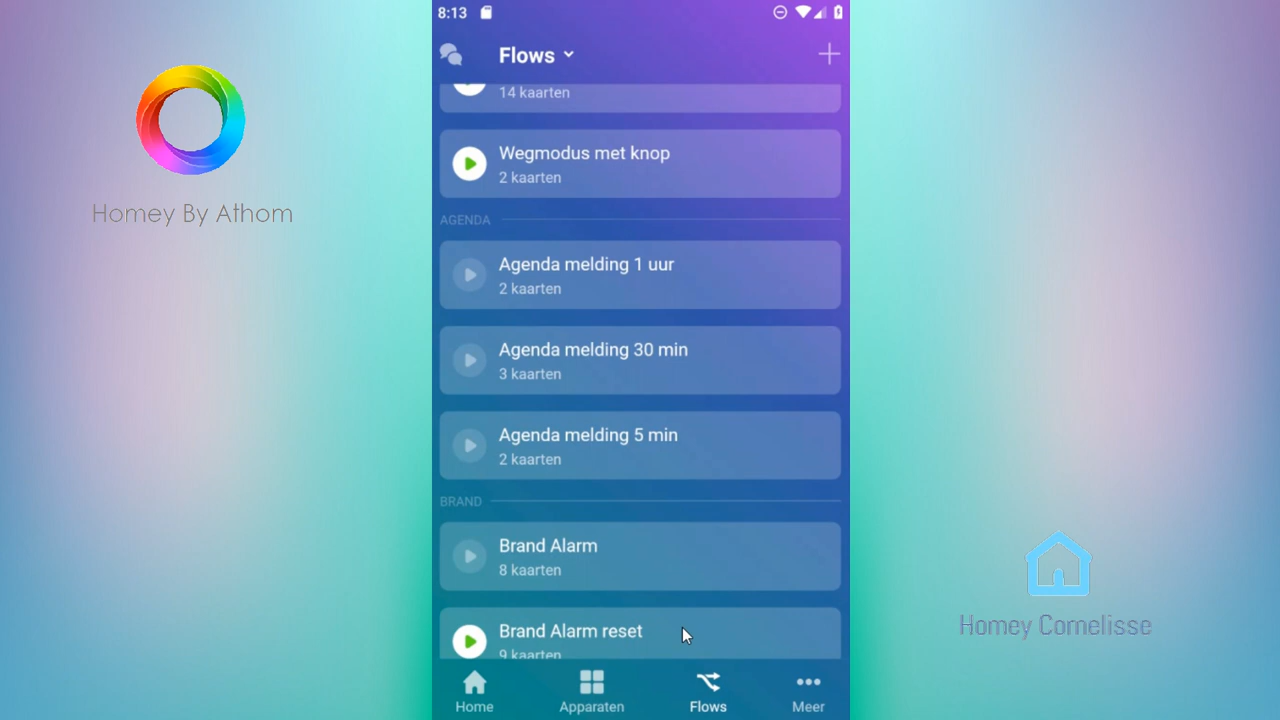 8:13
Flows
14 kaarten
Wegmodus met knop
2 kaarten
AGENDA
Agenda melding 1 uur
2 kaarten
Agenda melding 30 min
3 kaarten
Agenda melding 5 min
2 kaarten
BRAND
Brand Alarm
8 kaarten
Brand Alarm reset
9 kaarten
Home
Apparaten
Flows
Meer
Homey By Athom
Homey Cornelisse